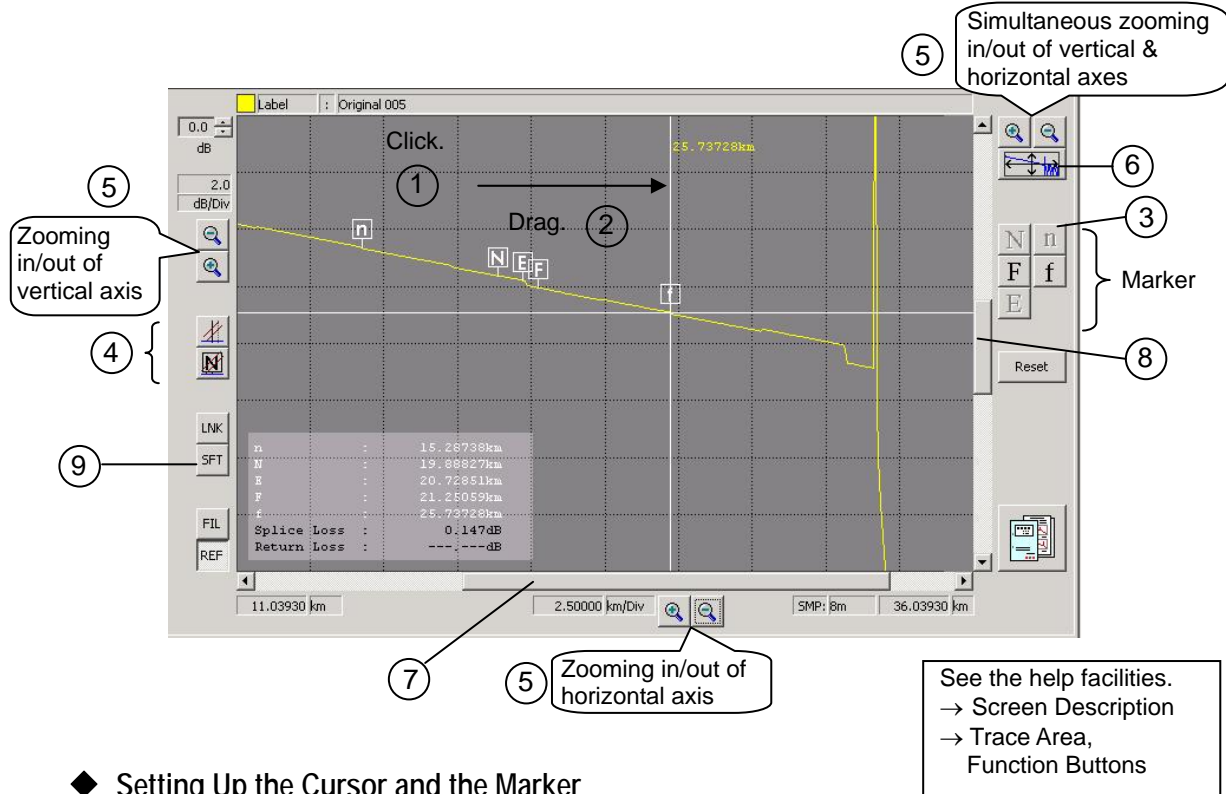 Simultaneous zooming
in/out of vertical &
horizontal axes
5
Label : Original 005
0.0
dB
Click.
25.73728km
1
6
5
2.0
dB/Div
Drag.
2
3
Zooming
in/out of
vertical axis
n
N
E
F
f
N n
F f
E
Marker
4
N
8
Reset
LNK
SFT
9
n : 15.28738km
N : 19.88827km
E : 20.72851km
F : 21.25059km
f : 25.73728km
Splice Loss : 0.147dB
Return Loss : ---.---dB
FIL
REF
11.03930 km
2.50000 km/Div
SMP: 8m
36.03930 km
7
5
Zooming in/out of
horizontal axis
See the help facilities.
→ Screen Description
→ Trace Area,
Function Buttons
◆ Setting Up the Cursor and the Marker